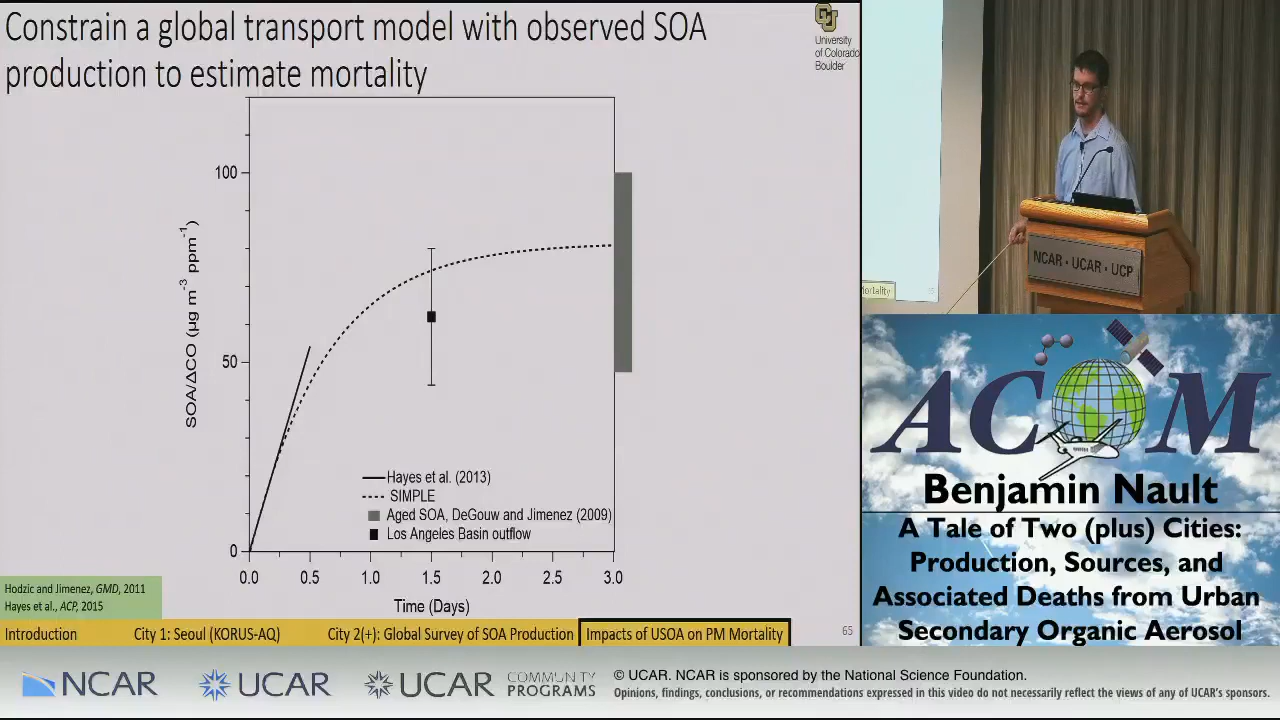 Constrain a global transport model with observed SOA
production to estimate mortality
University
of Colorado
Boulder
100
50
0
SOA/ΔCO (µg m-3 ppm-1)
Hayes et al. (2013)
SIMPLE
Aged SOA, DeGouw and Jimenez (2009)
Los Angeles Basin outflow
0.0 0.5 1.0 1.5 2.0 2.5 3.0
Time (Days)
Hodzic and Jimenez, GMD, 2011
Hayes et al., ACP, 2015
Introduction City 1: Seoul (KORUS-AQ) City 2(+): Global Survey of SOA Production Impacts of USOA on PM Mortality 65
Mortality
NCAR • UCAR • UCP
ACOM
Benjamin Nault
A Tale of Two (plus) Cities:
Production, Sources, and
Associated Deaths from Urban
Secondary Organic Aerosol
NCAR UCAR UCAR COMMUNITY
PROGRAMS
© UCAR. NCAR is sponsored by the National Science Foundation.
Opinions, findings, conclusions, or recommendations expressed in this video do not necessarily reflect the views of any of UCAR's sponsors.